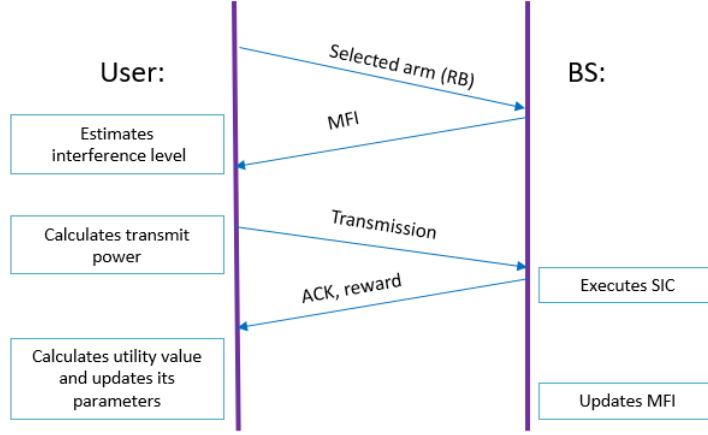 User:
BS:
Selected arm (RB)
MFI
Estimates
interference level
Transmission
Calculates transmit
power
ACK, reward
Executes SIC
Calculates utility value
and updates its
parameters
Updates MFI